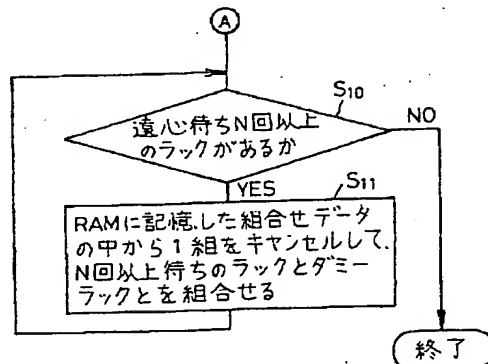 A
S10
遠心待ちN回以上
のラックがあるか
NO
YES
S11
RAMに記憶した組合せデータ
の中から1組をキャンセルして、
N回以上待ちのラックとダミー
ラックとを組合せる
終了